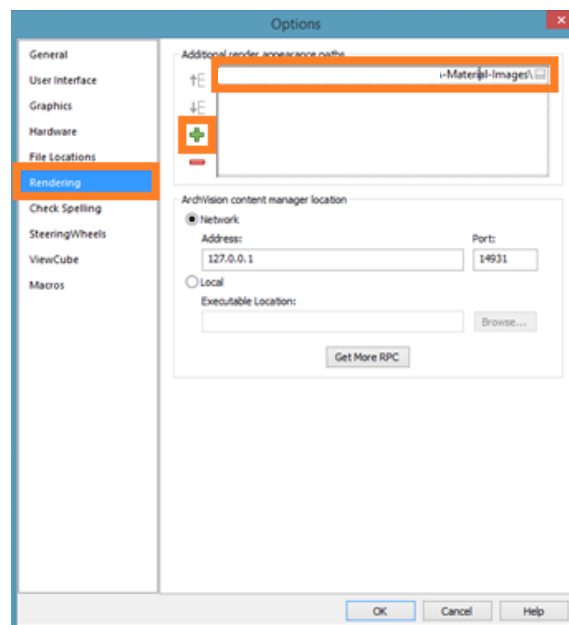 Options
General
User Interface
Graphics
Hardware
File Locations
Rendering
Check Spelling
SteeringWheels
ViewCube
Macros
Additional render appearance paths
-Material-Images\
ArchVision content manager location
Network
Address:
Port:
127.0.0.1
14931
Local
Executable Location:
Browse...
Get More RPC
OK
Cancel
Help